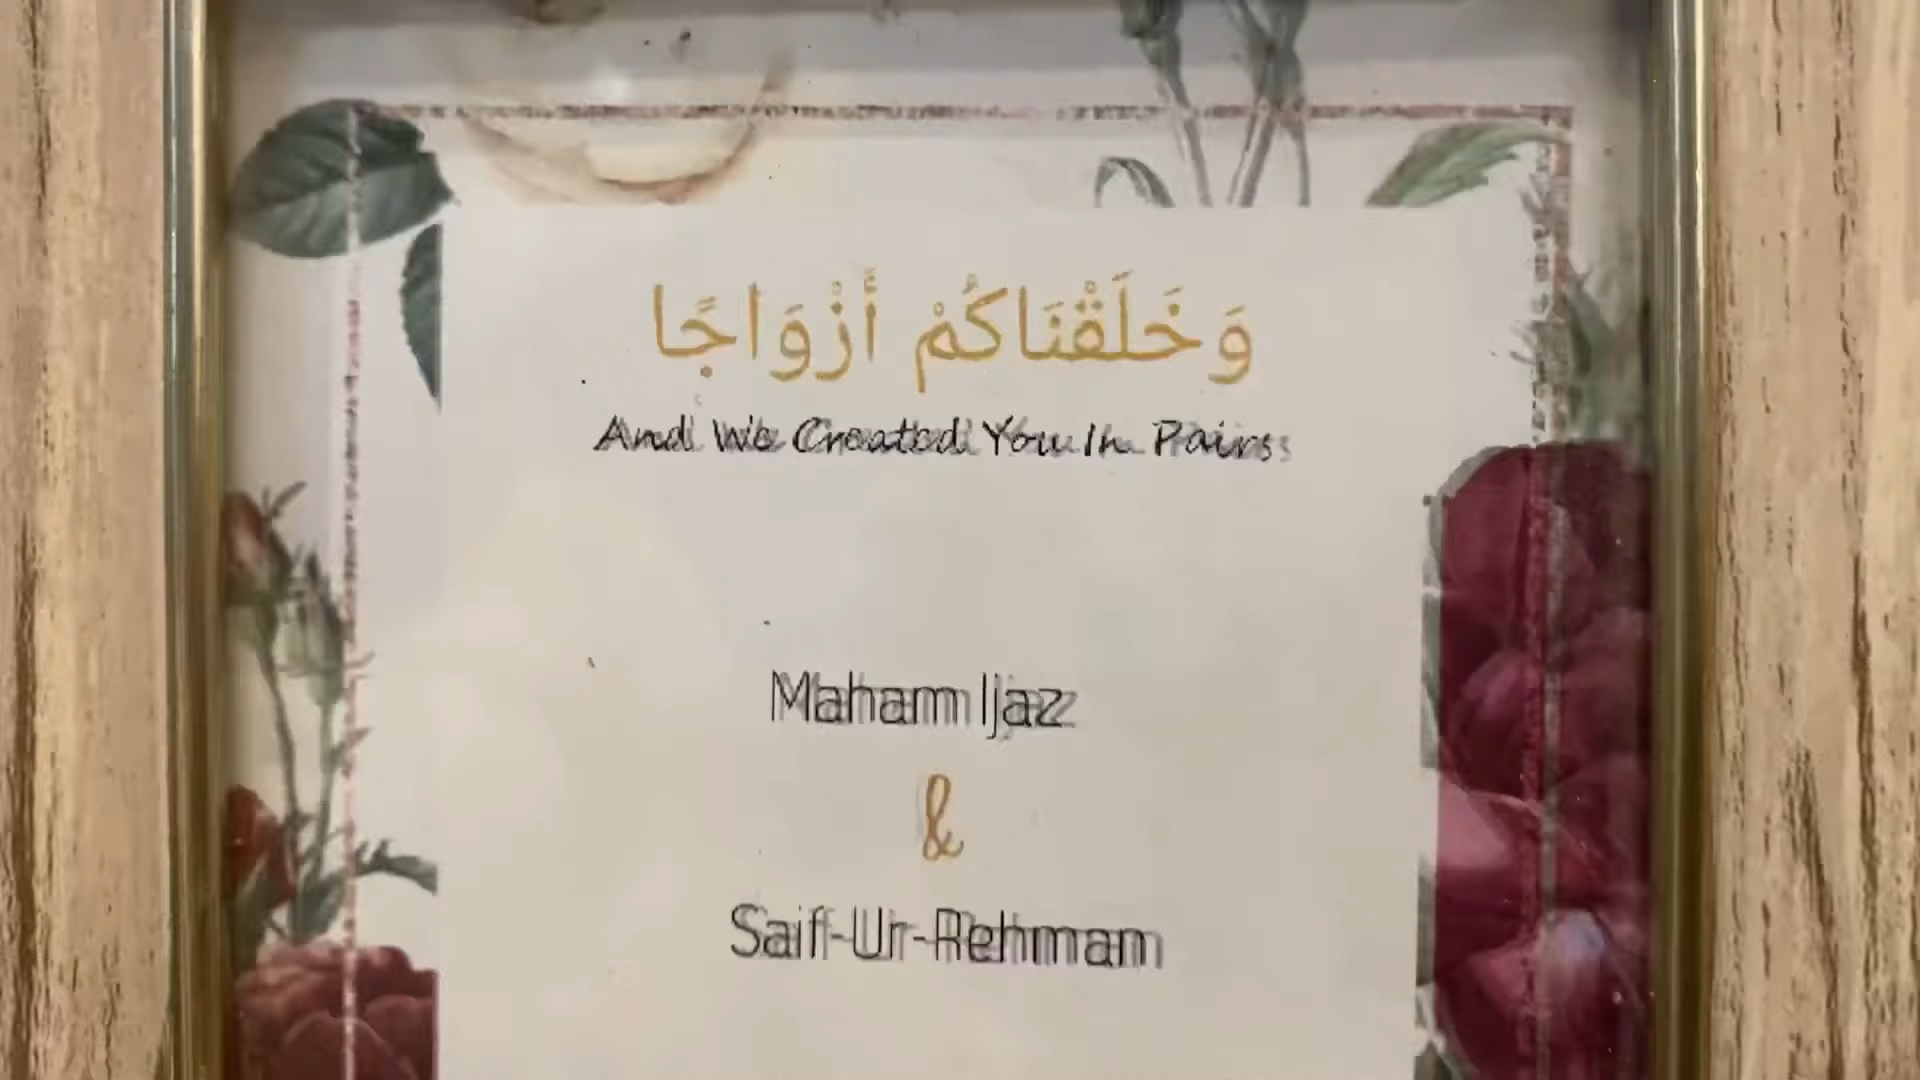 وَخَلَقْنَاكُمْ أَزْوَاجًا
And We Created You In Pairs
Maham Ijaz
&
Saif-Ur-Rehman